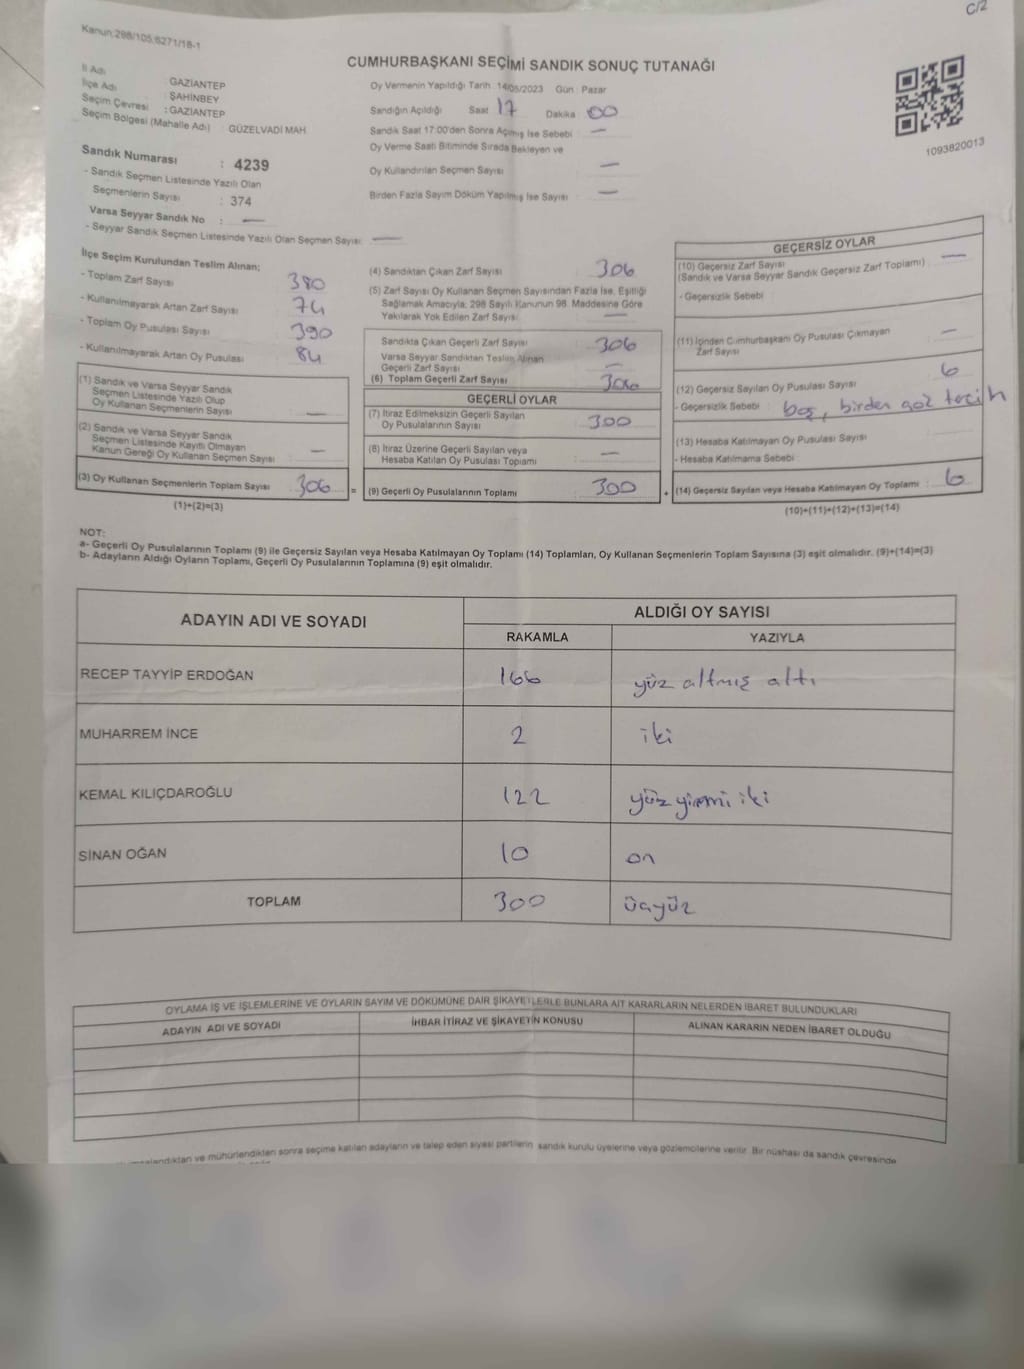 C/2
Kanun:298/105,6271/18-1
CUMHURBAŞKANI SEÇİMİ SANDIK SONUÇ TUTANAĞI
İl Adı : GAZİANTEP
İlçe Adı : ŞAHİNBEY
Seçim Çevresi : GAZİANTEP
Seçim Bölgesi (Mahalle Adı) : GÜZELVADİ MAH.
Sandık Numarası : 4239
- Sandık Seçmen Listesinde Yazılı Olan
Seçmenlerin Sayısı : 374
Varsa Seyyar Sandık No : —
- Seyyar Sandık Seçmen Listesinde Yazılı Olan Seçmen Sayısı: —
Oy Vermenin Yapıldığı Tarih: 14/05/2023 Gün : Pazar
Sandığın Açıldığı Saat 17 Dakika 00
Sandık Saat 17:00'den Sonra Açılmış İse Sebebi : —
Oy Verme Saati Bitiminde Sırada Bekleyen ve
Oy Kullandırılan Seçmen Sayısı : —
Birden Fazla Sayım Döküm Yapılmış İse Sayısı : —
1093820013
İlçe Seçim Kurulundan Teslim Alınan;
- Toplam Zarf Sayısı : 380
- Kullanılmayarak Artan Zarf Sayısı : 74
- Toplam Oy Pusulası Sayısı : 390
- Kullanılmayarak Artan Oy Pusulası : 84
(1) Sandık ve Varsa Seyyar Sandık
Seçmen Listesinde Yazılı Olup
Oy Kullanan Seçmenlerin Sayısı : —
(2) Sandık ve Varsa Seyyar Sandık
Seçmen Listesinde Kayıtlı Olmayan
Kanun Gereği Oy Kullanan Seçmen Sayısı : —
(3) Oy Kullanan Seçmenlerin Toplam Sayısı : 306 =
(1)+(2)=(3)
(4) Sandıktan Çıkan Zarf Sayısı : 306
(5) Zarf Sayısı Oy Kullanan Seçmen Sayısından Fazla İse, Eşitliği
Sağlamak Amacıyla, 298 Sayılı Kanunun 98. Maddesine Göre
Yakılarak Yok Edilen Zarf Sayısı : —
Sandıkta Çıkan Geçerli Zarf Sayısı : 306
Varsa Seyyar Sandıktan Teslim Alınan
Geçerli Zarf Sayısı : —
(6) Toplam Geçerli Zarf Sayısı : 306
GEÇERLİ OYLAR
(7) İtiraz Edilmeksizin Geçerli Sayılan
Oy Pusulalarının Sayısı : 300
(8) İtiraz Üzerine Geçerli Sayılan veya
Hesaba Katılan Oy Pusulası Toplamı : —
(9) Geçerli Oy Pusulalarının Toplamı : 300 +
GEÇERSİZ OYLAR
(10) Geçersiz Zarf Sayısı : —
(Sandık ve Varsa Seyyar Sandık Geçersiz Zarf Toplamı)
- Geçersizlik Sebebi :
(11) İçinden Cumhurbaşkanı Oy Pusulası Çıkmayan
Zarf Sayısı : —
(12) Geçersiz Sayılan Oy Pusulası Sayısı : 6
- Geçersizlik Sebebi : boş, birden çok tercih
(13) Hesaba Katılmayan Oy Pusulası Sayısı :
- Hesaba Katılmama Sebebi :
(14) Geçersiz Sayılan veya Hesaba Katılmayan Oy Toplamı : 6
(10)+(11)+(12)+(13)=(14)
NOT:
a- Geçerli Oy Pusulalarının Toplamı (9) ile Geçersiz Sayılan veya Hesaba Katılmayan Oy Toplamı (14) Toplamları, Oy Kullanan Seçmenlerin Toplam Sayısına (3) eşit olmalıdır. (9)+(14)=(3)
b- Adayların Aldığı Oyların Toplamı, Geçerli Oy Pusulalarının Toplamına (9) eşit olmalıdır.
ADAYIN ADI VE SOYADI ALDIĞI OY SAYISI
RAKAMLA YAZIYLA
RECEP TAYYİP ERDOĞAN 166 yüz altmış altı
MUHARREM İNCE 2 iki
KEMAL KILIÇDAROĞLU 122 yüz yirmi iki
SİNAN OĞAN 10 on
TOPLAM 300 üçyüz
OYLAMA İŞ VE İŞLEMLERİNE VE OYLARIN SAYIM VE DÖKÜMÜNE DAİR ŞİKAYETLERLE BUNLARA AİT KARARLARIN NELERDEN İBARET BULUNDUKLARI
ADAYIN ADI VE SOYADI İHBAR İTİRAZ VE ŞİKAYETİN KONUSU ALINAN KARARIN NEDEN İBARET OLDUĞU
ve mühürlendikten sonra seçime katılan adayların ve talep eden siyasi partilerin sandık kurulu üyelerine veya gözlemcilerine verilir. Bir nüshası da sandık çevresinde